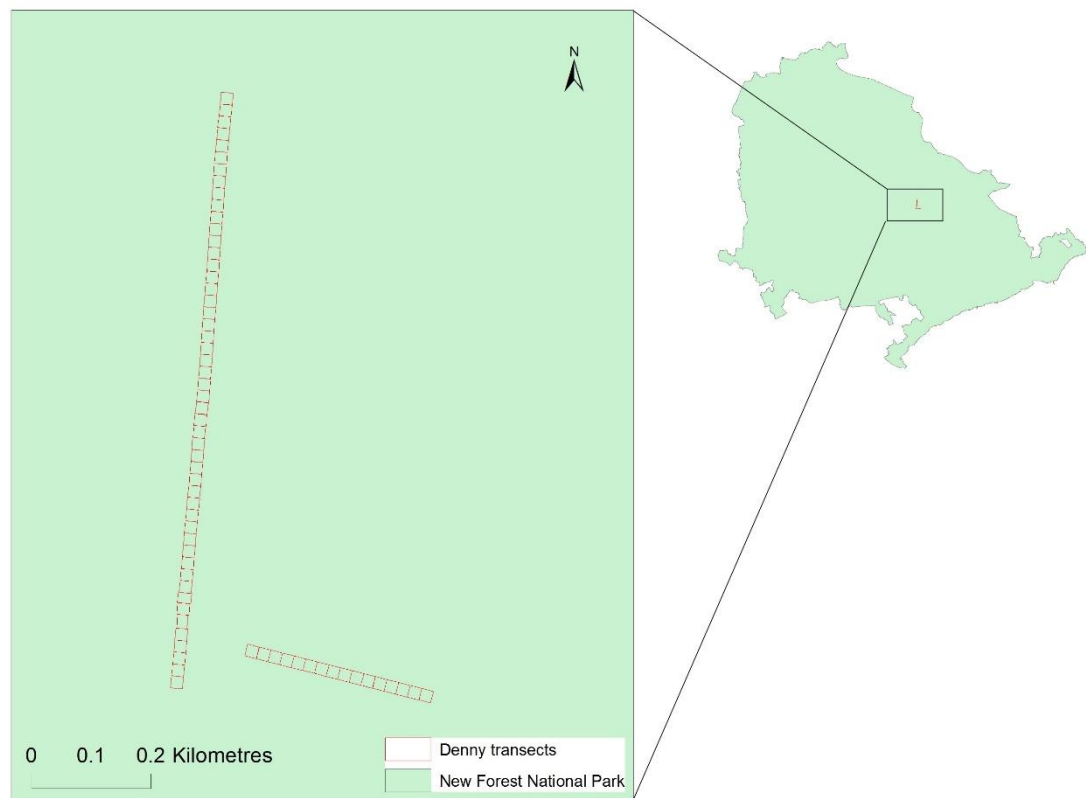 N
L
0 0.1 0.2 Kilometres
Denny transects
New Forest National Park